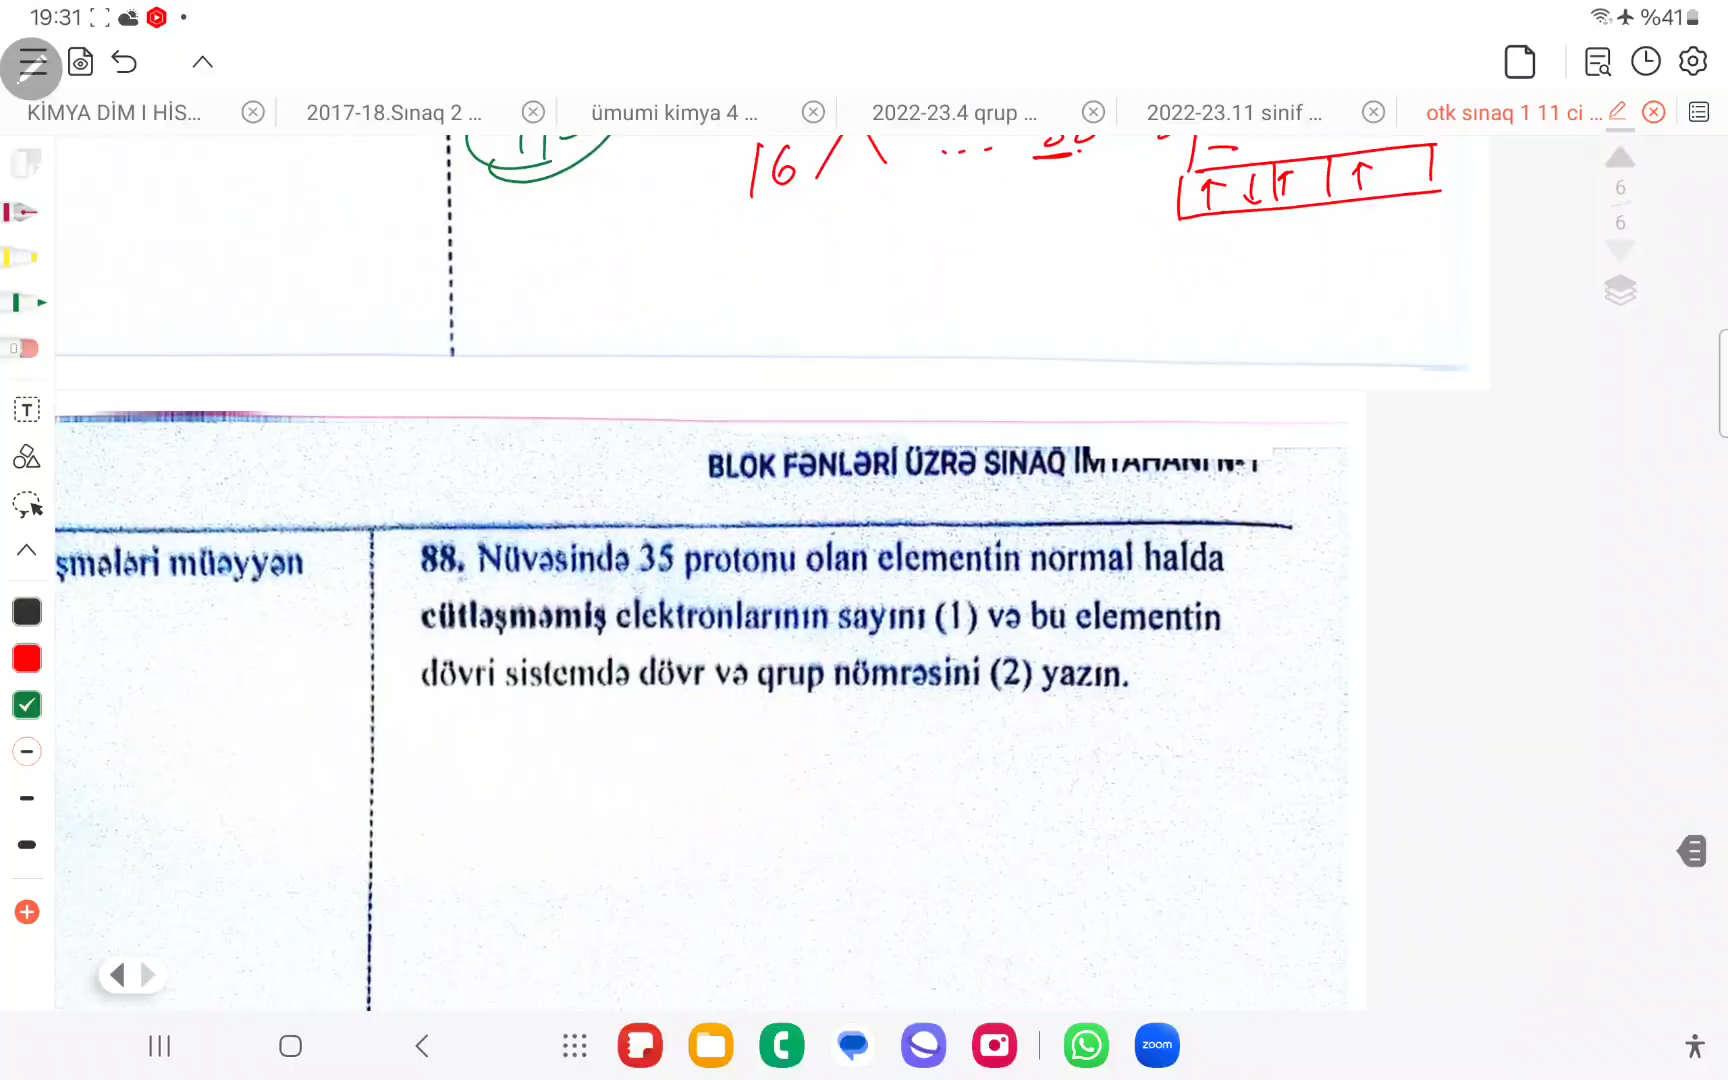 19:31
%41
KİMYA DİM I HİS...
2017-18.Sınaq 2 ...
ümumi kimya 4 ...
2022-23.4 qrup ...
2022-23.11 sinif ...
otk sınaq 1 11 ci ...
16
...
6
6
T
BLOK FƏNLƏRİ ÜZRƏ SINAQ İMTAHANI №1
şmələri müəyyən
88. Nüvəsində 35 protonu olan elementin normal halda
cütləşməmiş elektronlarının sayını (1) və bu elementin
dövri sistemdə dövr və qrup nömrəsini (2) yazın.
zoom